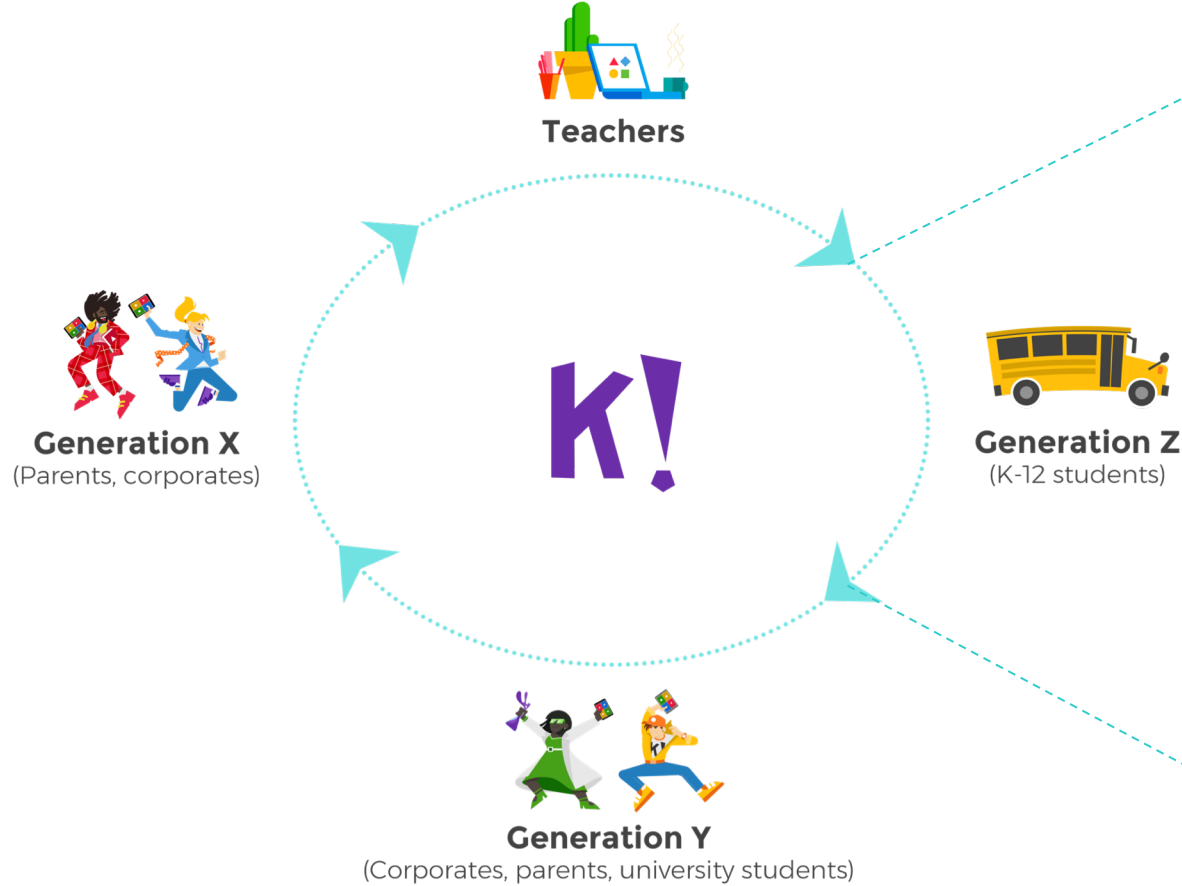 Teachers
K!
Generation X
(Parents, corporates)
Generation Z
(K-12 students)
Generation Y
(Corporates, parents, university students)